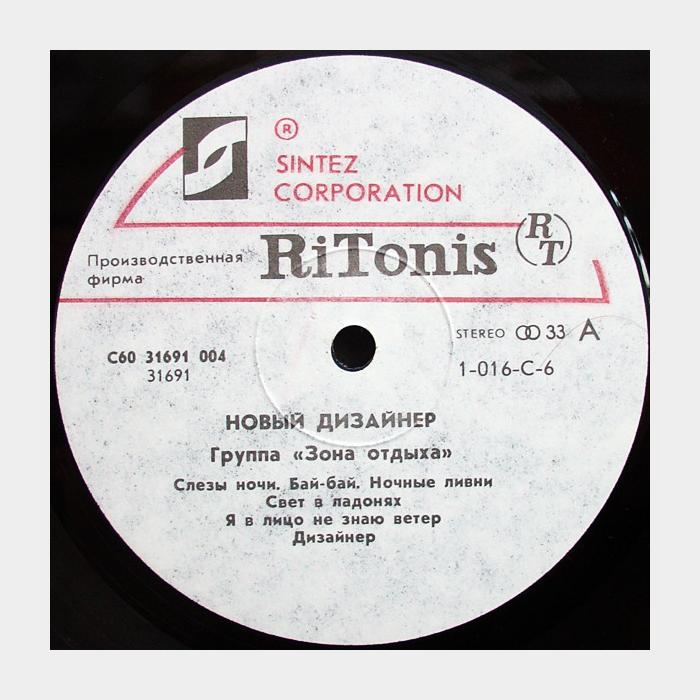 ®
SINTEZ
CORPORATION
Производственная
фирма
RiTonis
RT
С60 31691 004
31691
STEREO 33 A
1-016-С-6
НОВЫЙ ДИЗАЙНЕР
Группа «Зона отдыха»
Слезы ночи. Бай-бай. Ночные ливни
Свет в ладонях
Я в лицо не знаю ветер
Дизайнер